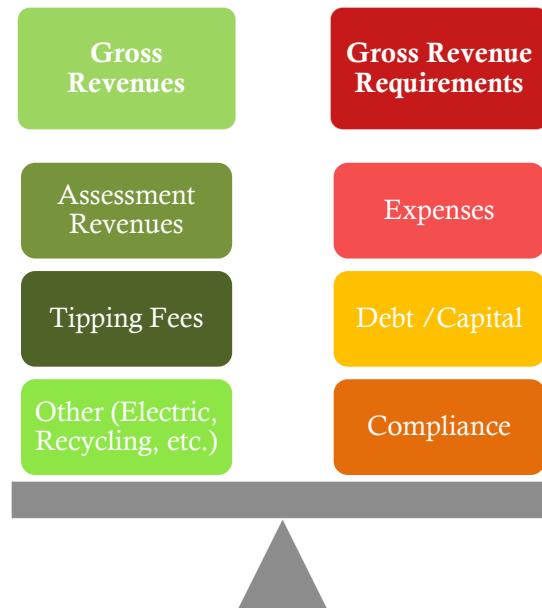 Gross
Revenues
Gross Revenue
Requirements
Assessment
Revenues
Expenses
Tipping Fees
Debt /Capital
Other (Electric,
Recycling, etc.)
Compliance